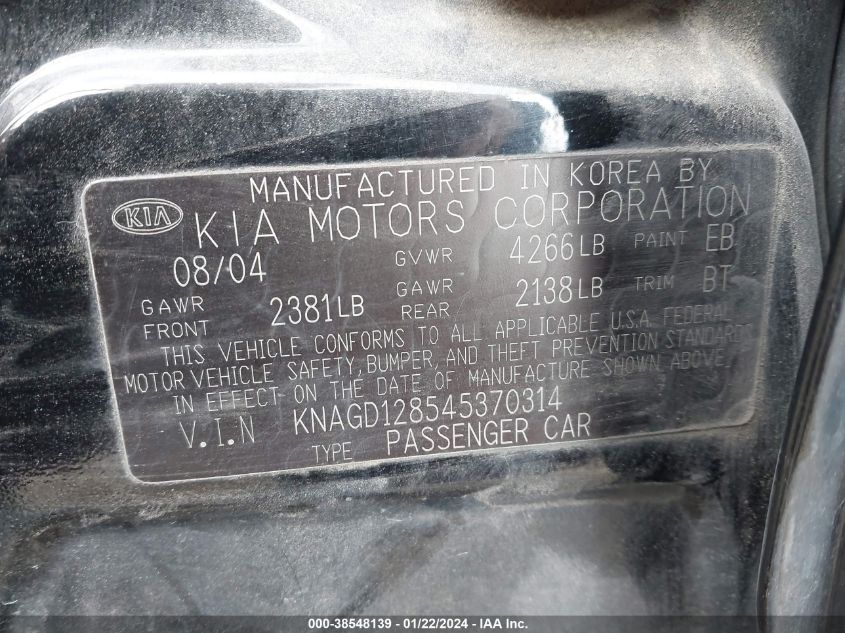 MANUFACTURED IN KOREA BY
KIA KIA MOTORS CORPORATION
08/04 GVWR 4266LB PAINT EB
GAWR FRONT 2381LB GAWR REAR 2138LB TRIM BT
THIS VEHICLE CONFORMS TO ALL APPLICABLE U.S.A. FEDERAL
MOTOR VEHICLE SAFETY, BUMPER, AND THEFT PREVENTION STANDARDS
IN EFFECT ON THE DATE OF MANUFACTURE SHOWN ABOVE.
V.I.N KNAGD128545370314
TYPE PASSENGER CAR
000-38548139 - 01/22/2024 - IAA Inc.